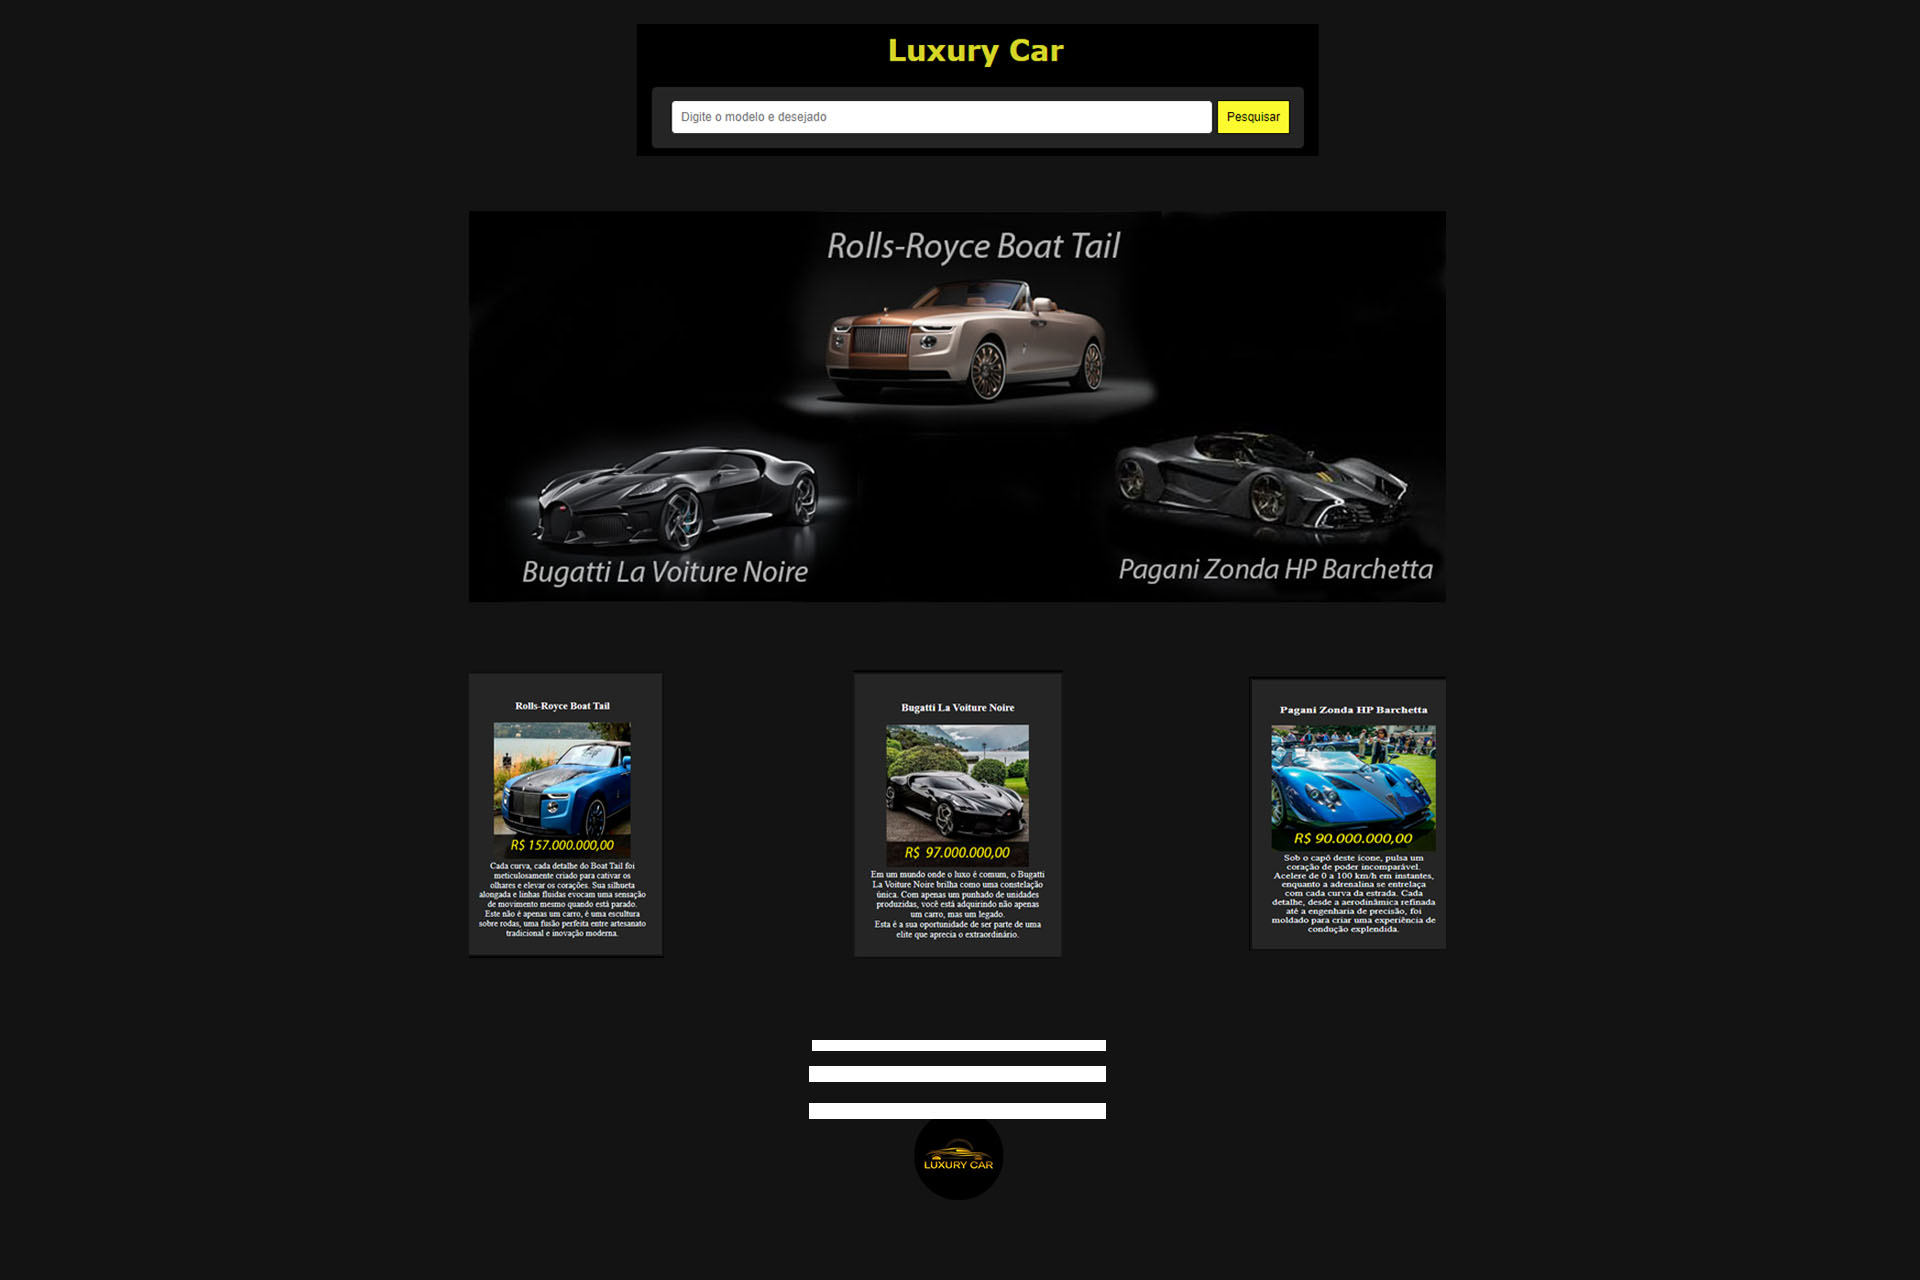 Luxury Car
Digite o modelo e desejado
Pesquisar
Rolls-Royce Boat Tail
Bugatti La Voiture Noire
Pagani Zonda HP Barchetta
Rolls-Royce Boat Tail
R$ 157.000.000,00
Cada curva, cada detalhe do Boat Tail foi
meticulosamente criado para cativar os
olhares e elevar os corações. Sua silhueta
alongada e linhas fluidas evocam uma sensação
de movimento mesmo quando está parado.
Este não é apenas um carro, é uma escultura
sobre rodas, uma fusão perfeita entre artesanato
tradicional e inovação moderna.
Bugatti La Voiture Noire
R$ 97.000.000,00
Em um mundo onde o luxo é comum, o Bugatti
La Voiture Noire brilha como uma constelação
única. Com apenas um punhado de unidades
produzidas, você está adquirindo não apenas
um carro, mas um legado.
Esta é a sua oportunidade de ser parte de uma
elite que aprecia o extraordinário.
Pagani Zonda HP Barchetta
R$ 90.000.000,00
Sob o capô deste ícone, pulsa um
coração de poder incomparável.
Acelere de 0 a 100 km/h em instantes,
enquanto a adrenalina se entrelaça
com cada curva da estrada. Cada
detalhe, desde a aerodinâmica refinada
até a engenharia de precisão, foi
moldado para criar uma experiência de
condução explendida.
LUXURY CAR